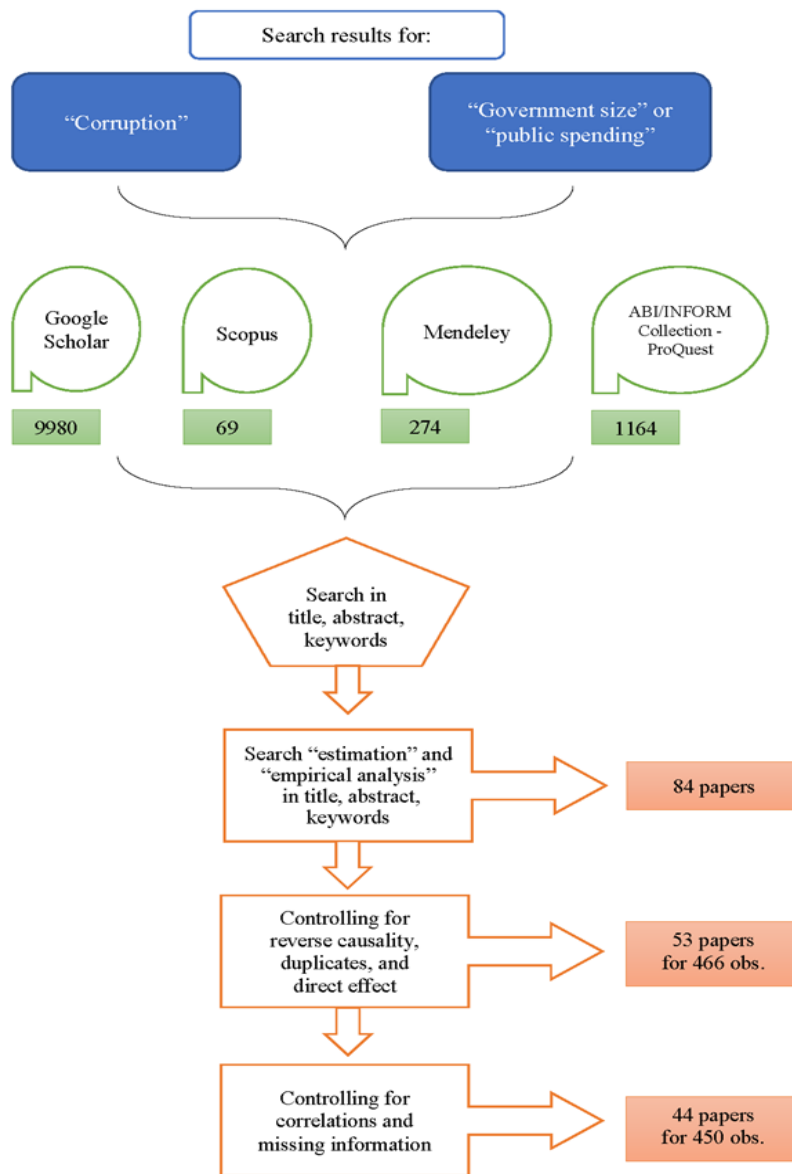 Search results for:
“Corruption”
“Government size” or
“public spending”
Google
Scholar
Scopus
Mendeley
ABI/INFORM
Collection -
ProQuest
9980
69
274
1164
Search in
title, abstract,
keywords
Search “estimation” and
“empirical analysis”
in title, abstract,
keywords
84 papers
Controlling for
reverse causality,
duplicates, and
direct effect
53 papers
for 466 obs.
Controlling for
correlations and
missing information
44 papers
for 450 obs.